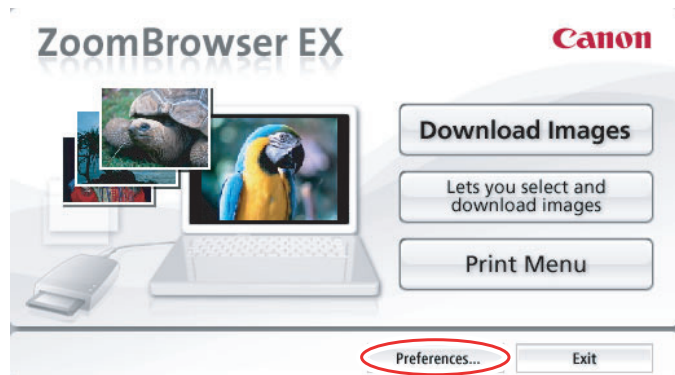 ZoomBrowser EX
Canon
Download Images
Lets you select and
download images
Print Menu
Preferences...
Exit